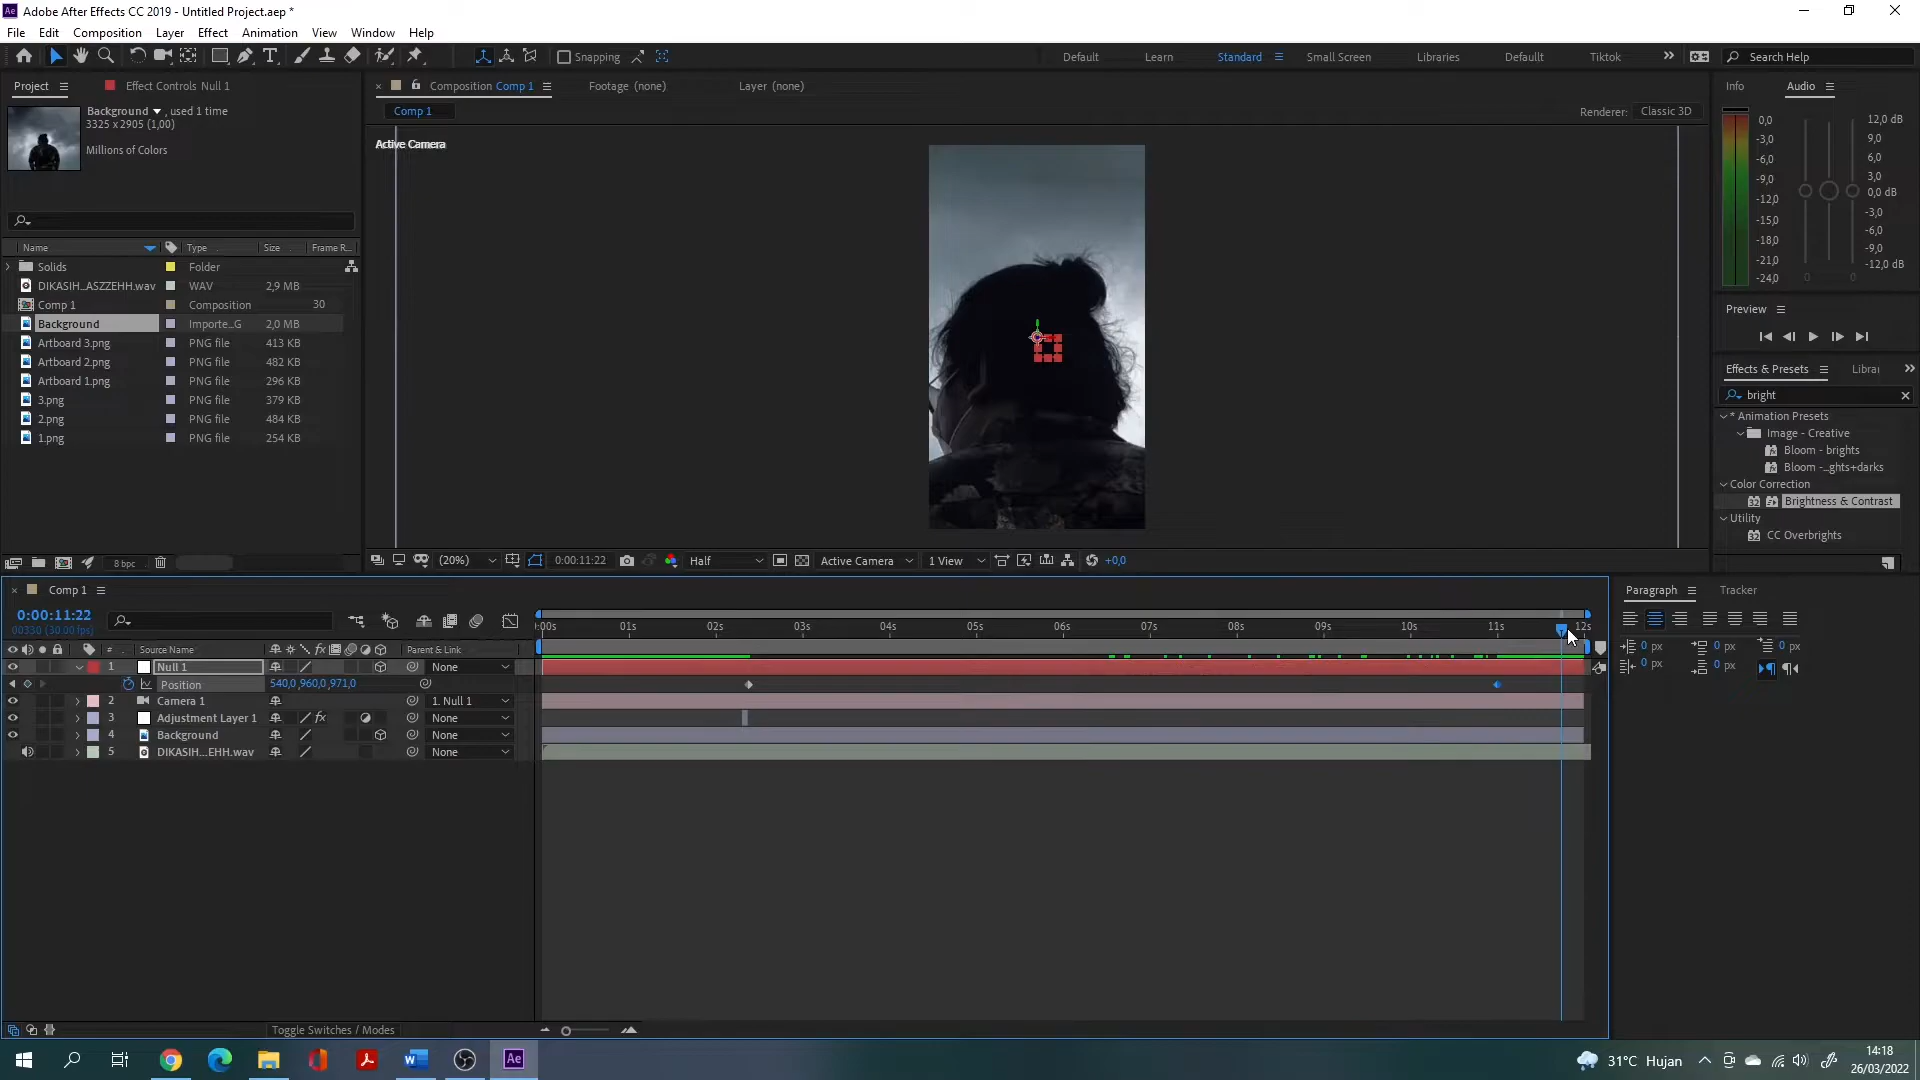 Adobe After Effects CC 2019 - Untitled Project.aep *
File Edit Composition Layer Effect Animation View Window Help
Snapping
Default Learn Standard Small Screen Libraries Defaullt Tiktok Search Help
Project Effect Controls Null 1
Background , used 1 time
3325 x 2905 (1,00)
Millions of Colors
Name Type Size Frame R...
Solids Folder
DIKASIH..ASZZEHH.wav WAV 2,9 MB
Comp 1 Composition 30
Background Importe..G 2,0 MB
Artboard 3.png PNG file 413 KB
Artboard 2.png PNG file 482 KB
Artboard 1.png PNG file 296 KB
3.png PNG file 379 KB
2.png PNG file 484 KB
1.png PNG file 254 KB
8 bpc
Composition Comp 1 Footage (none) Layer (none)
Comp 1
Renderer: Classic 3D
Active Camera
(20%) 0:00:11:22 Half Active Camera 1 View +0,0
Info Audio
0,0
-3,0
-6,0
-9,0
-12,0
-15,0
-18,0
-21,0
-24,0
12,0 dB
9,0
6,0
3,0
0,0 dB
-3,0
-6,0
-9,0
-12,0 dB
0 0
Preview
Effects & Presets Librai
bright
* Animation Presets
Image - Creative
Bloom - brights
Bloom -...ghts+darks
Color Correction
Brightness & Contrast
Utility
CC Overbrights
Comp 1
0:00:11:22
00330 (30.00 fps)
:00s 01s 02s 03s 04s 05s 06s 07s 08s 09s 10s 11s 12s
# Source Name Parent & Link
1 Null 1 None
Position 540,0,960,0,971,0
2 Camera 1 1. Null 1
3 Adjustment Layer 1 fx None
4 Background None
5 DIKASIH...EHH.wav None
Toggle Switches / Modes
Paragraph Tracker
0 px 0 px 0 px
0 px 0 px
31°C Hujan
14:18
26/03/2022